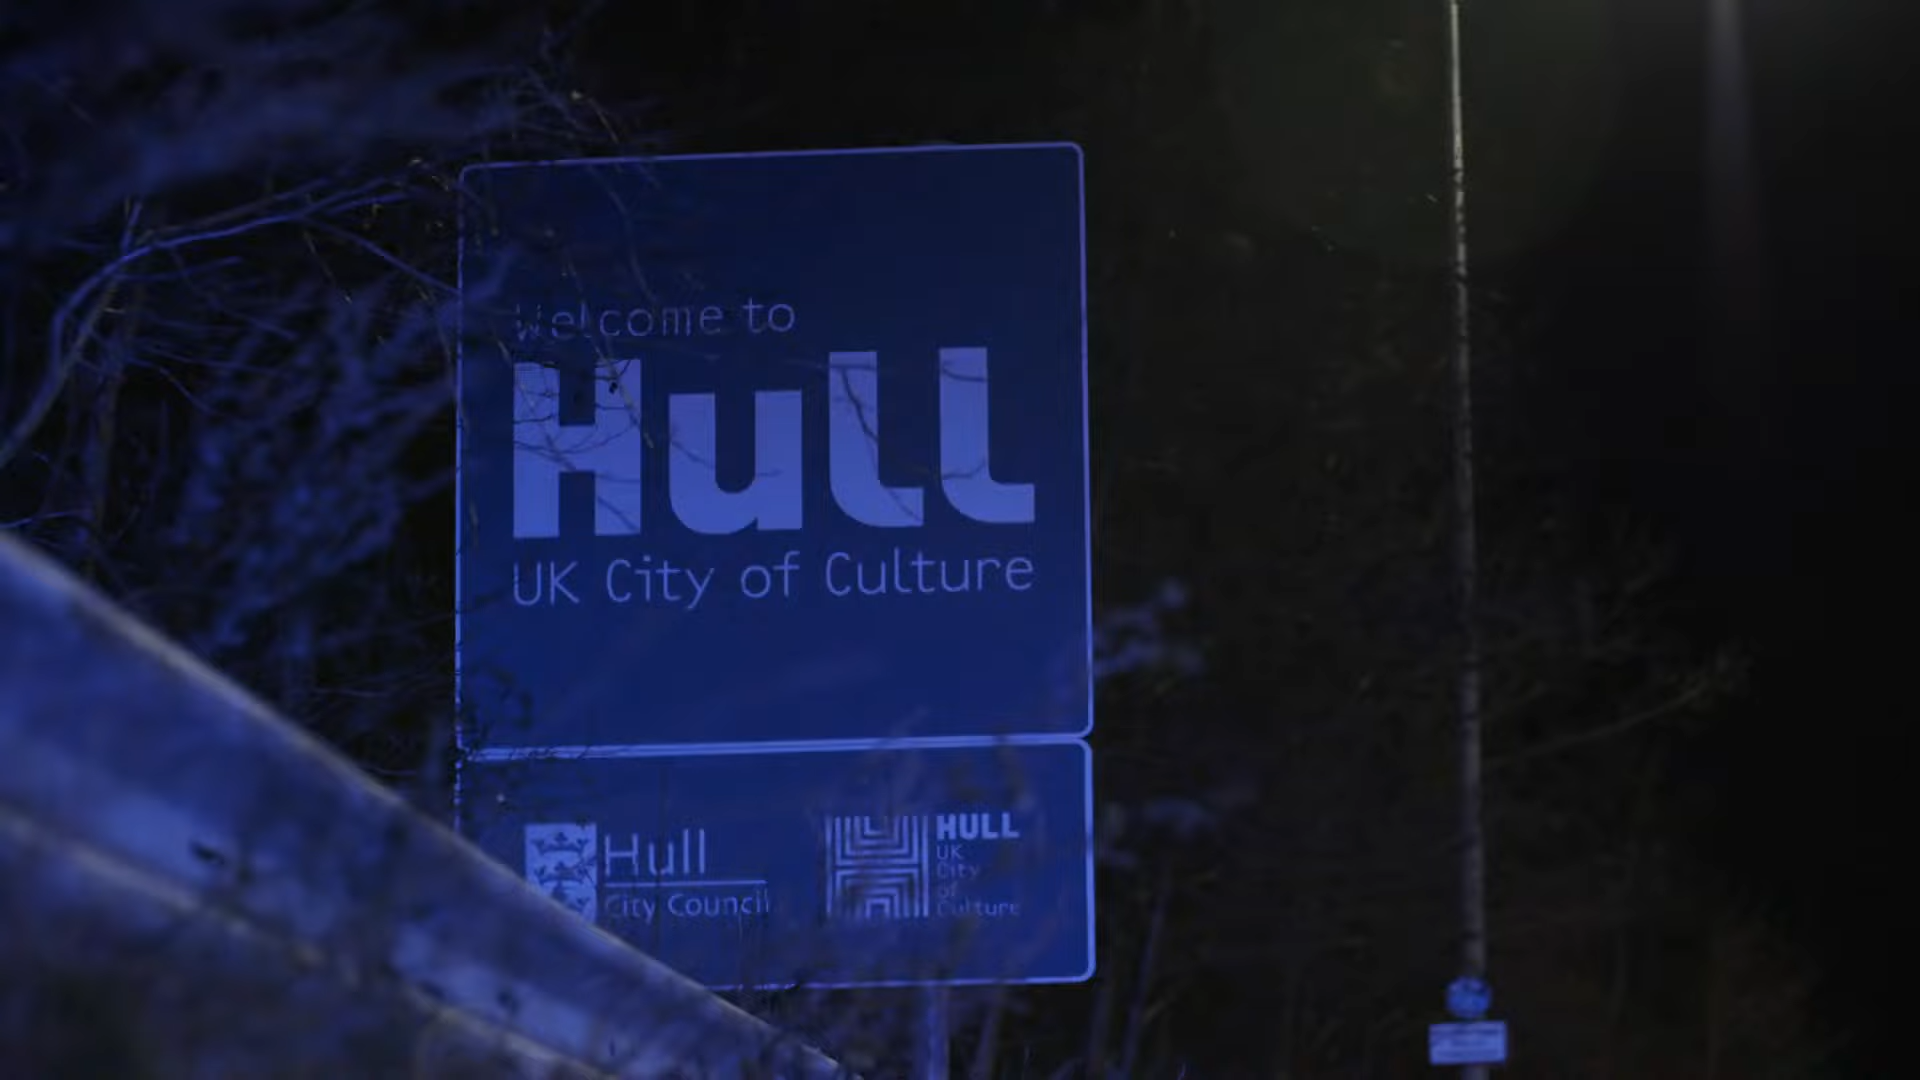 Welcome to
Hull
UK City of Culture
Hull
City Council
HULL
UK
City
of
Culture